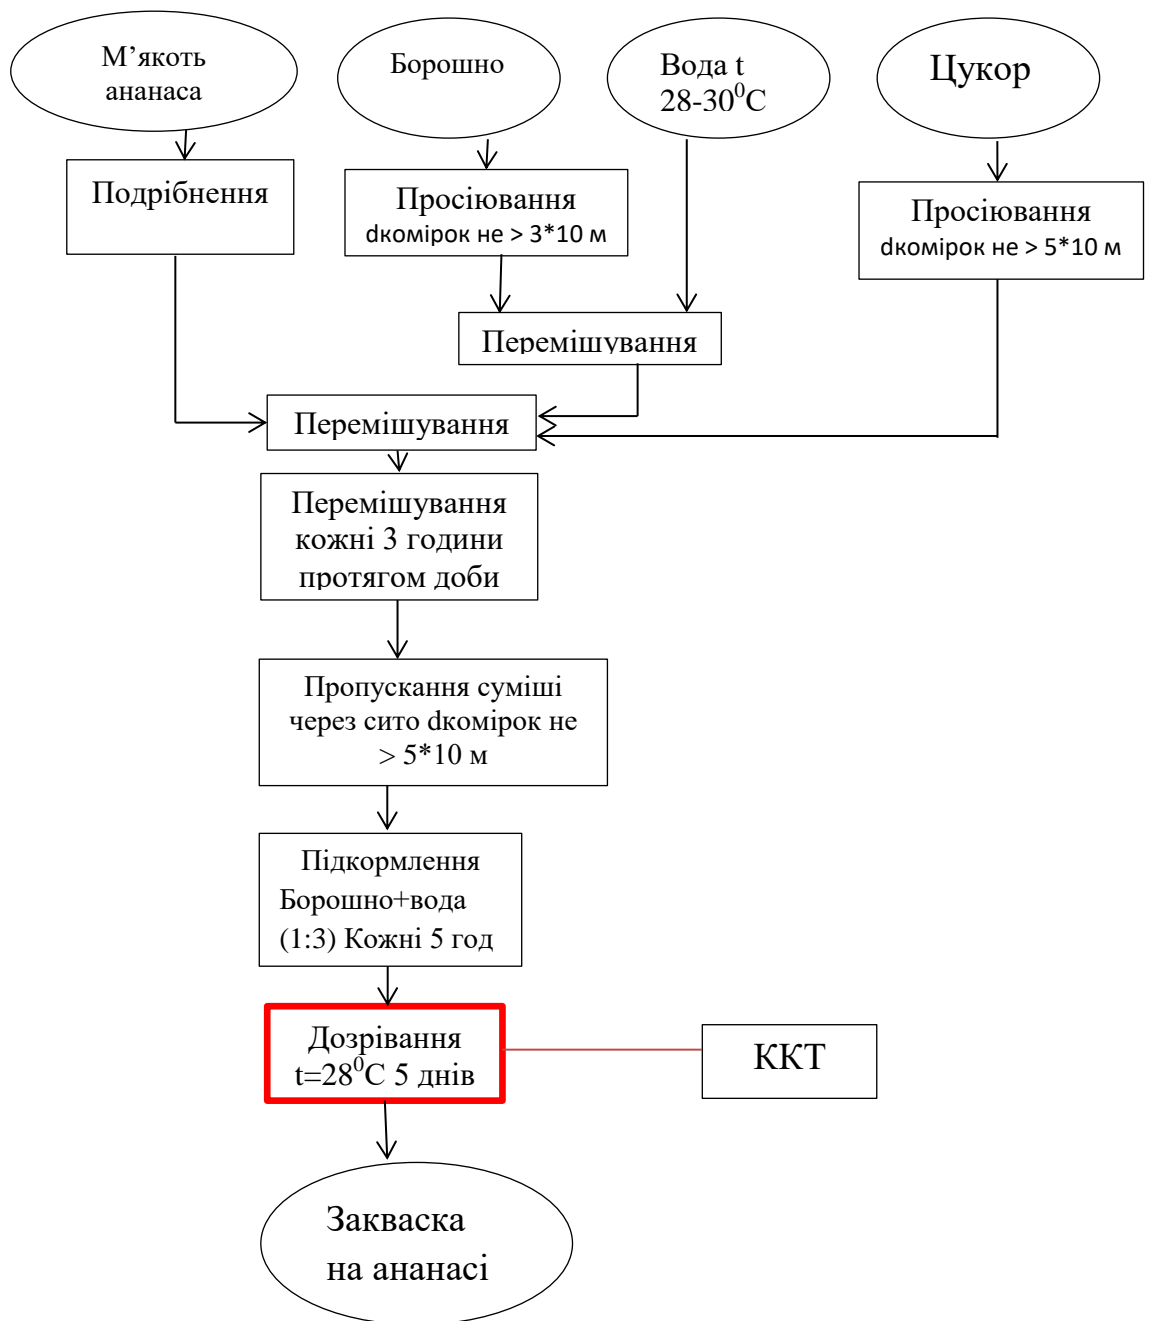 М’якоть
ананаса
Борошно
Вода t
28-30⁰С
Цукор
Подрібнення
Просіювання
dкомірок не > 3*10 м
Просіювання
dкомірок не > 5*10 м
Перемішування
Перемішування
Перемішування
кожні 3 години
протягом доби
Пропускання суміші
через сито dкомірок не
> 5*10 м
Підкормлення
Борошно+вода
(1:3) Кожні 5 год
Дозрівання
t=28⁰С 5 днів
ККТ
Закваска
на ананасі